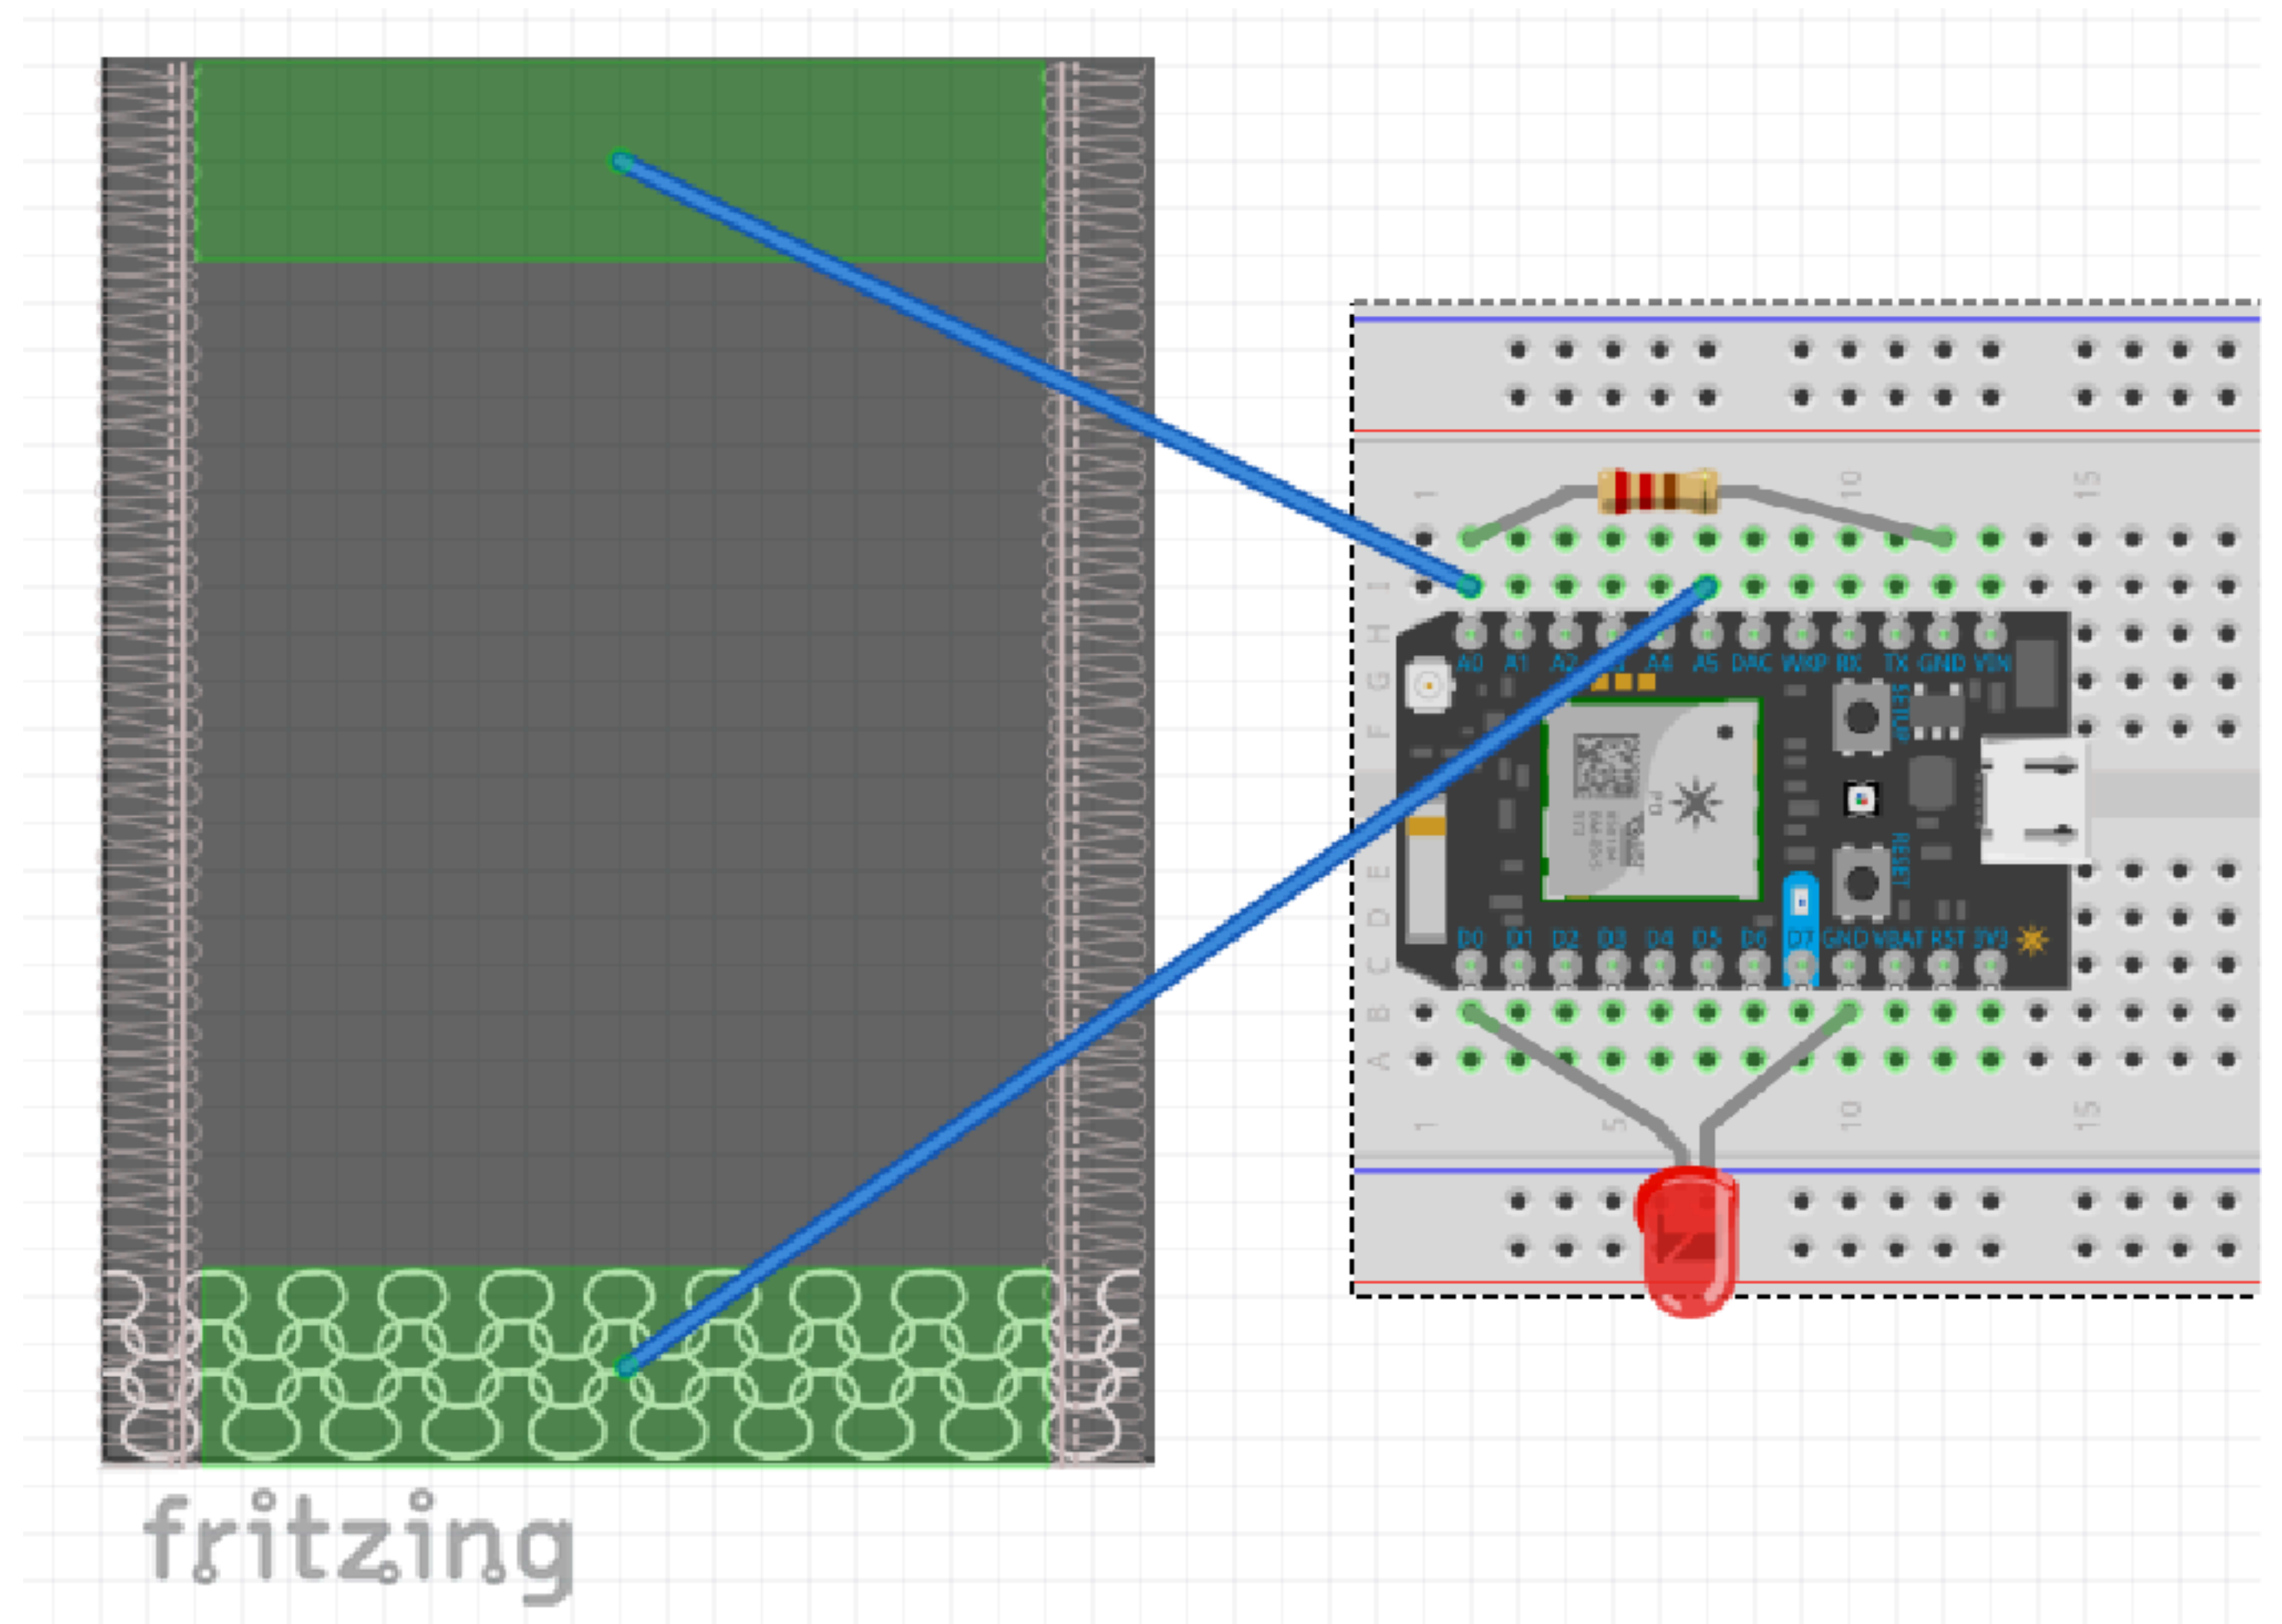 1 10 15
I
H
A0 A1 A2 A4 A5 DAC WKP RX TX GND VIN
G
F
SETUP
P0
E
RESET
D
D0 D1 D2 D3 D4 D5 D6 D7 GND VBAT RST 3V3
C
B
A
1 5 10 15
fritzing